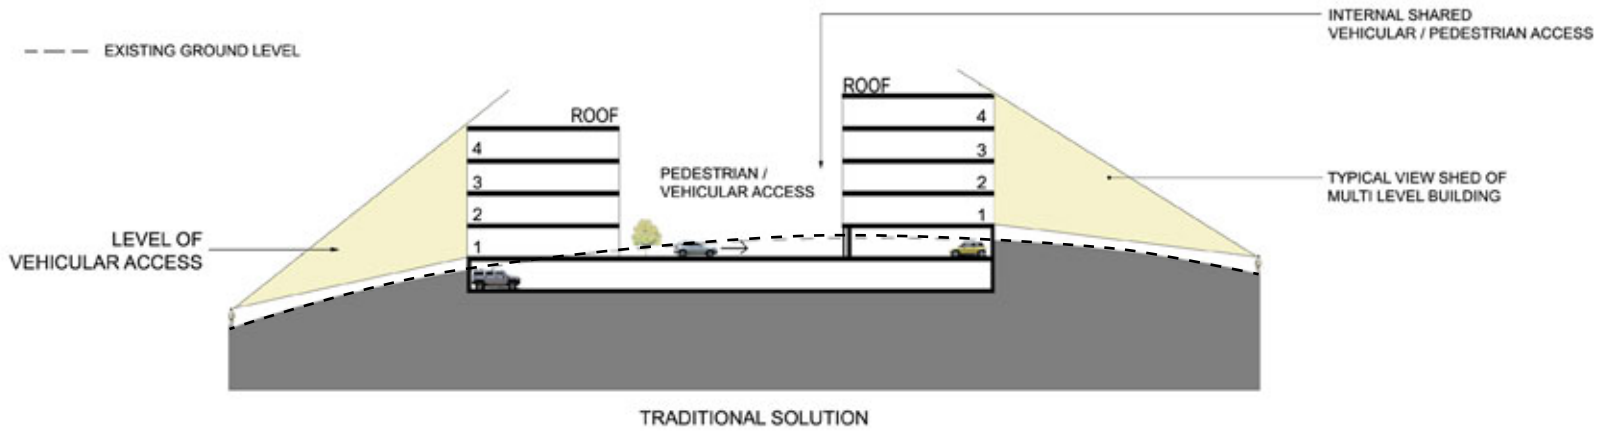 INTERNAL SHARED
VEHICULAR / PEDESTRIAN ACCESS
EXISTING GROUND LEVEL
ROOF
4
3
2
1
PEDESTRIAN /
VEHICULAR ACCESS
ROOF
4
3
2
1
TYPICAL VIEW SHED OF
MULTI LEVEL BUILDING
LEVEL OF
VEHICULAR ACCESS
TRADITIONAL SOLUTION